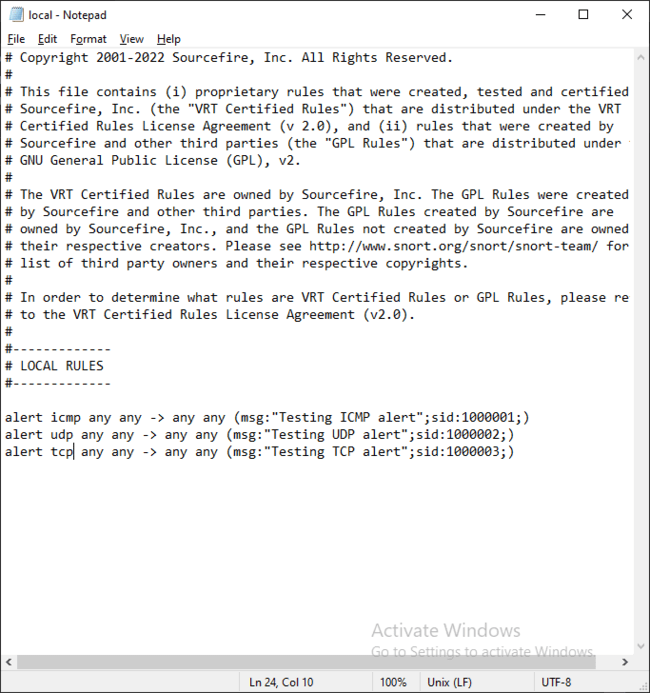 local - Notepad
File Edit Format View Help
# Copyright 2001-2022 Sourcefire, Inc. All Rights Reserved.
#
# This file contains (i) proprietary rules that were created, tested and certified
# Sourcefire, Inc. (the "VRT Certified Rules") that are distributed under the VRT
# Certified Rules License Agreement (v 2.0), and (ii) rules that were created by
# Sourcefire and other third parties (the "GPL Rules") that are distributed under
# GNU General Public License (GPL), v2.
#
# The VRT Certified Rules are owned by Sourcefire, Inc. The GPL Rules were created
# by Sourcefire and other third parties. The GPL Rules created by Sourcefire are
# owned by Sourcefire, Inc., and the GPL Rules not created by Sourcefire are owned
# their respective creators. Please see http://www.snort.org/snort/snort-team/ for
# list of third party owners and their respective copyrights.
#
# In order to determine what rules are VRT Certified Rules or GPL Rules, please re
# to the VRT Certified Rules License Agreement (v2.0).
#
#-------------
# LOCAL RULES
#-------------
alert icmp any any -> any any (msg:"Testing ICMP alert";sid:1000001;)
alert udp any any -> any any (msg:"Testing UDP alert";sid:1000002;)
alert tcp any any -> any any (msg:"Testing TCP alert";sid:1000003;)
Activate Windows
Go to Settings to activate Windows.
Ln 24, Col 10 100% Unix (LF) UTF-8